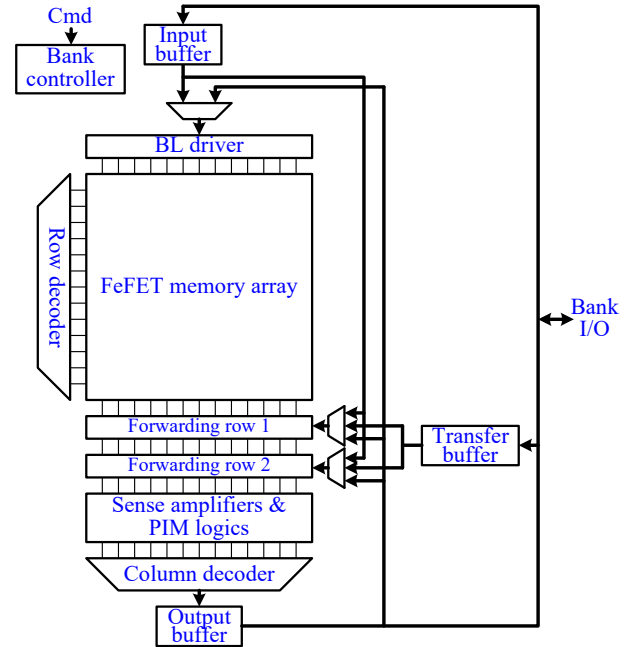 Cmd
Bank
controller
Input
buffer
BL driver
Row decoder
FeFET memory array
Bank
I/O
Forwarding row 1
Transfer
buffer
Forwarding row 2
Sense amplifiers &
PIM logics
Column decoder
Output
buffer